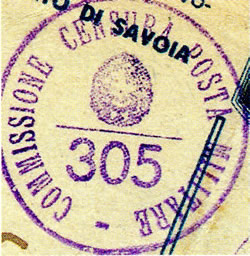 DI SAVOIA
COMMISSIONE CENSURA POSTA MILITARE
305